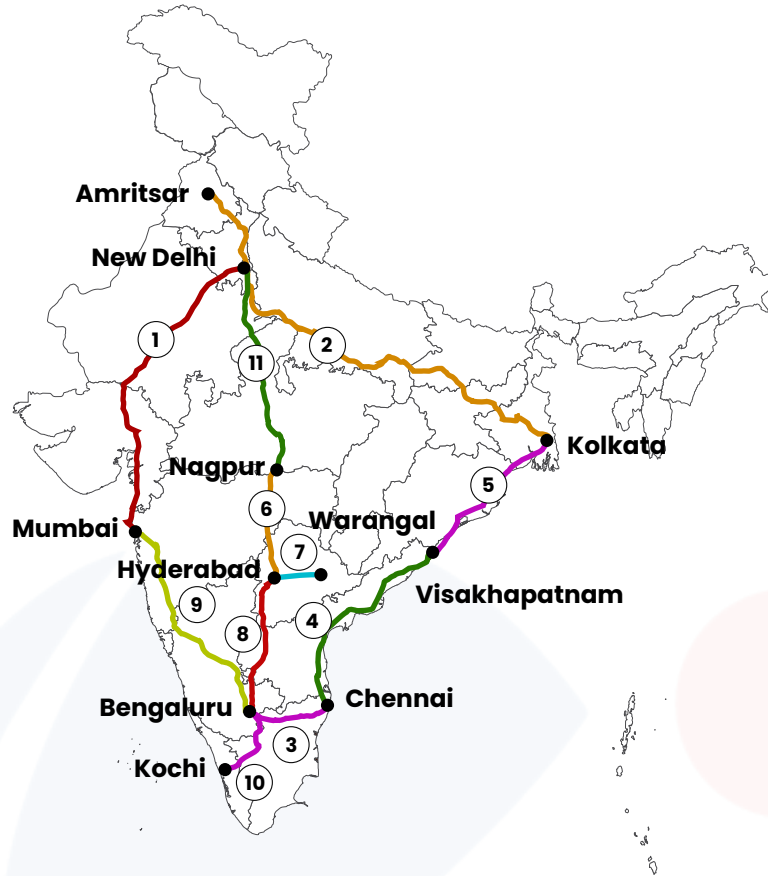 Amritsar
New Delhi
1
2
11
Kolkata
Nagpur
5
6
Warangal
Mumbai
7
Hyderabad
Visakhapatnam
9
4
8
Chennai
Bengaluru
3
Kochi
10